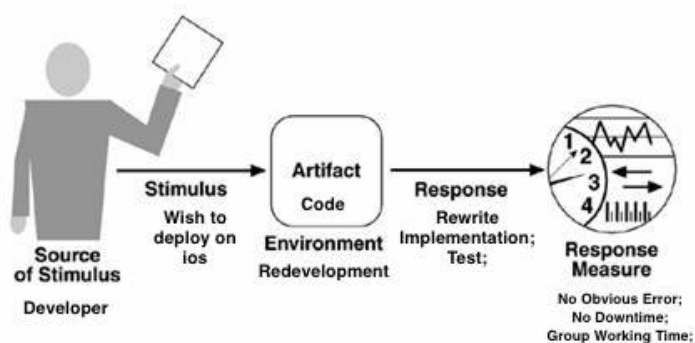 Source
of Stimulus
Developer
Stimulus
Wish to
deploy on
ios
Artifact
Code
Environment
Redevelopment
Response
Rewrite
Implementation;
Test;
1
2
3
4
Response
Measure
No Obvious Error;
No Downtime;
Group Working Time;